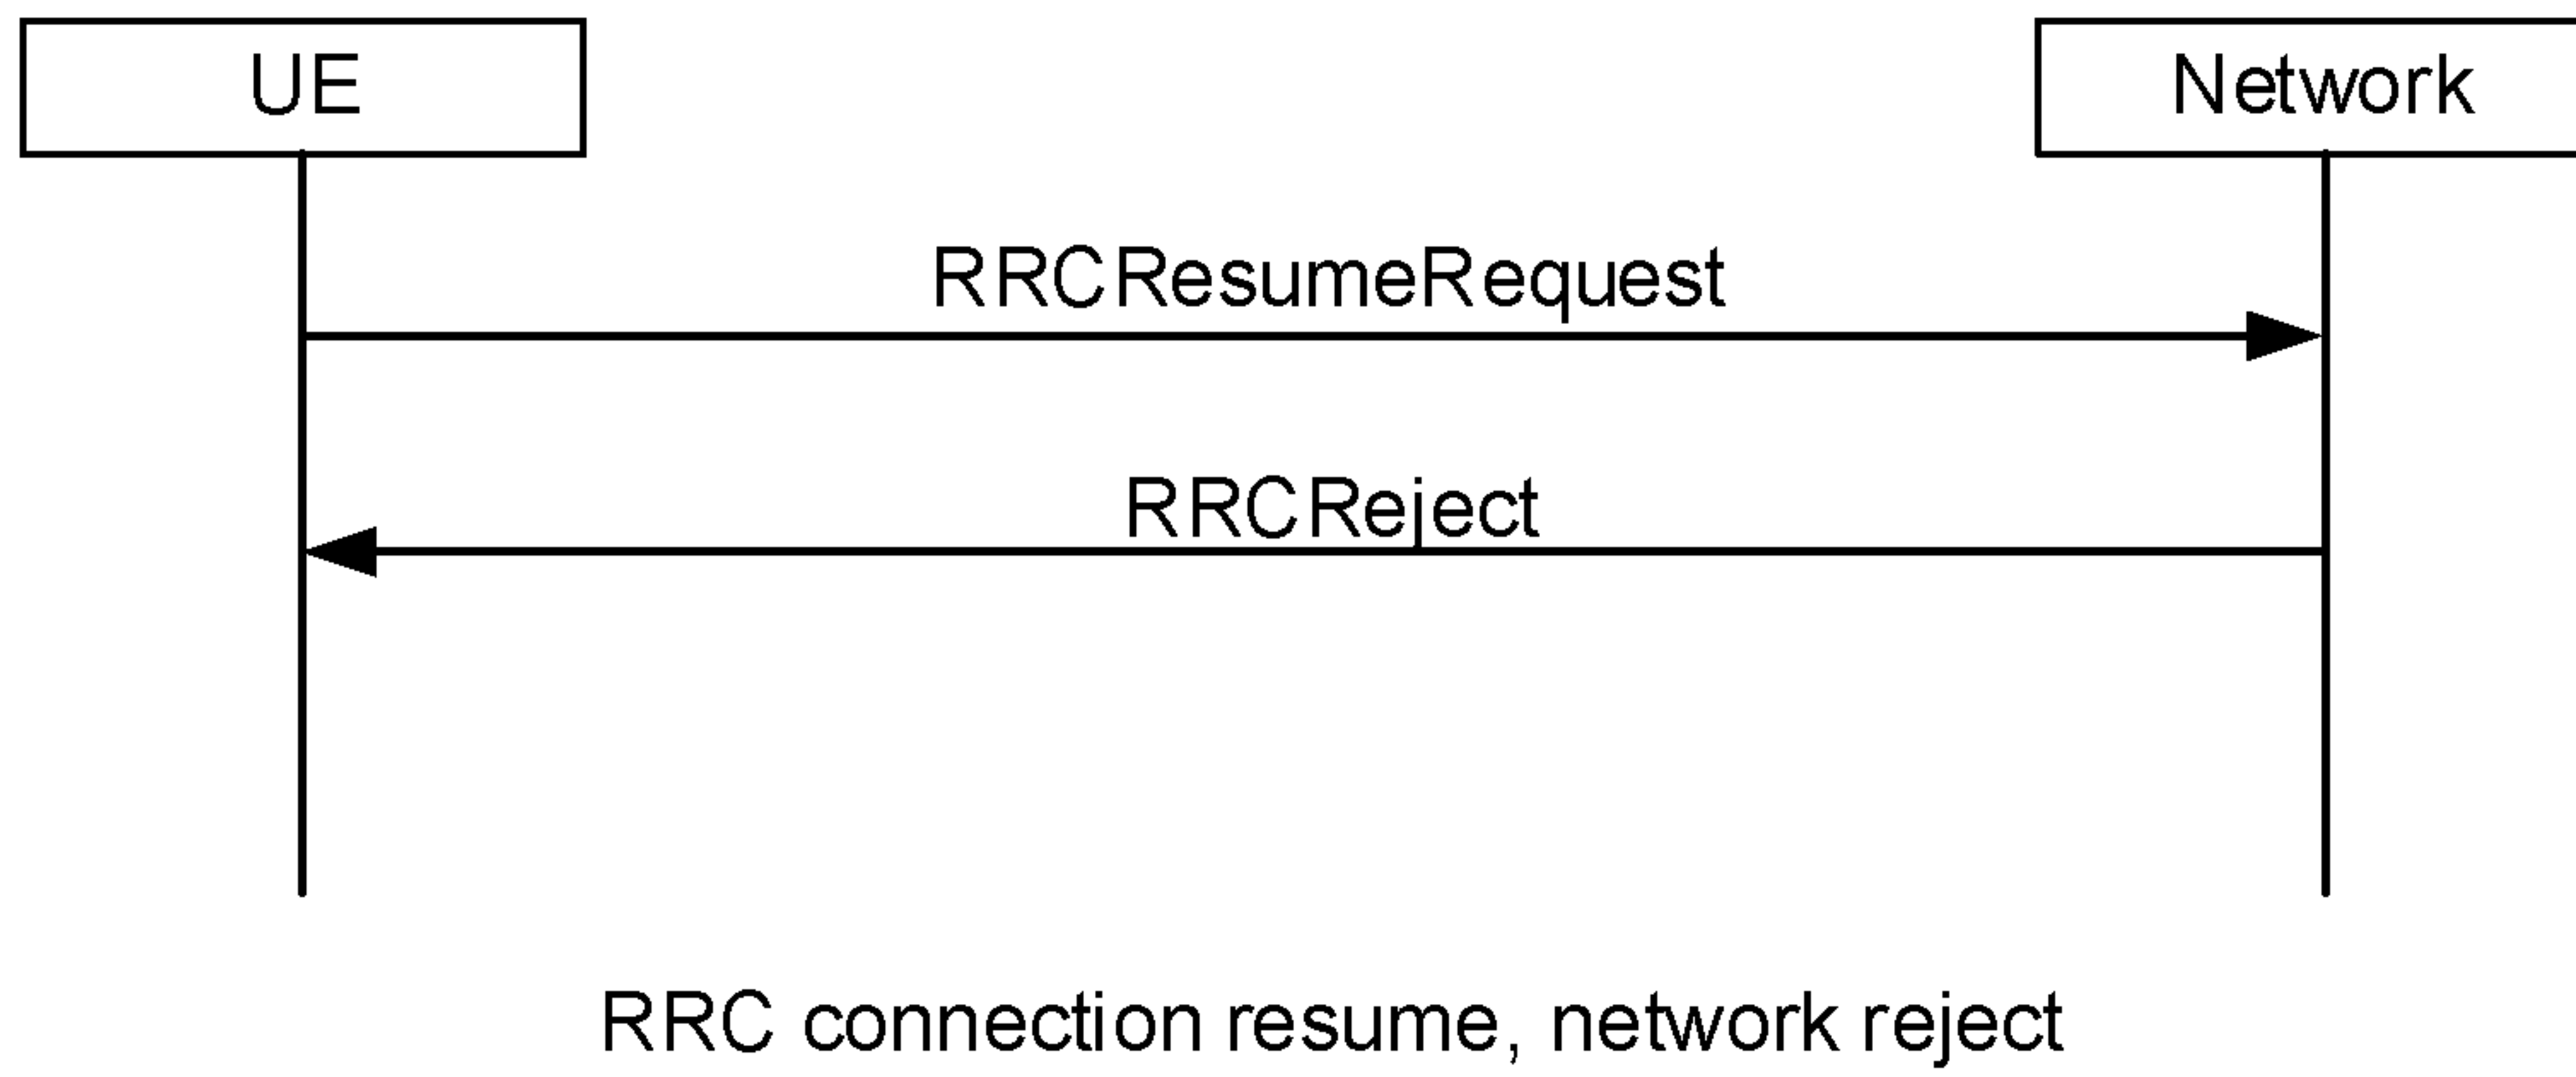 UE
Network
RRCResumeRequest
RRCReject
RRC connection resume, network reject